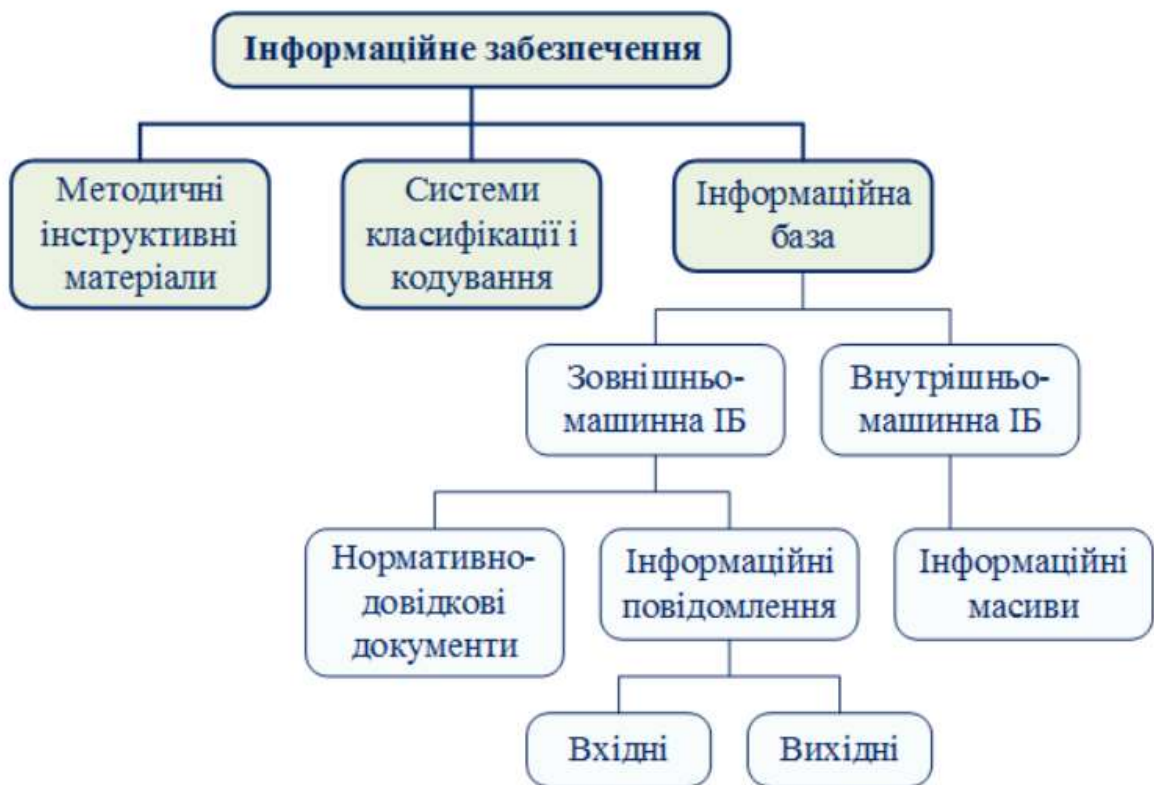 Інформаційне забезпечення
Методичні
інструктивні
матеріали
Системи
класифікації і
кодування
Інформаційна
база
Зовнішньо-
машинна ІБ
Внутрішньо-
машинна ІБ
Нормативно-
довідкові
документи
Інформаційні
повідомлення
Інформаційні
масиви
Вхідні
Вихідні